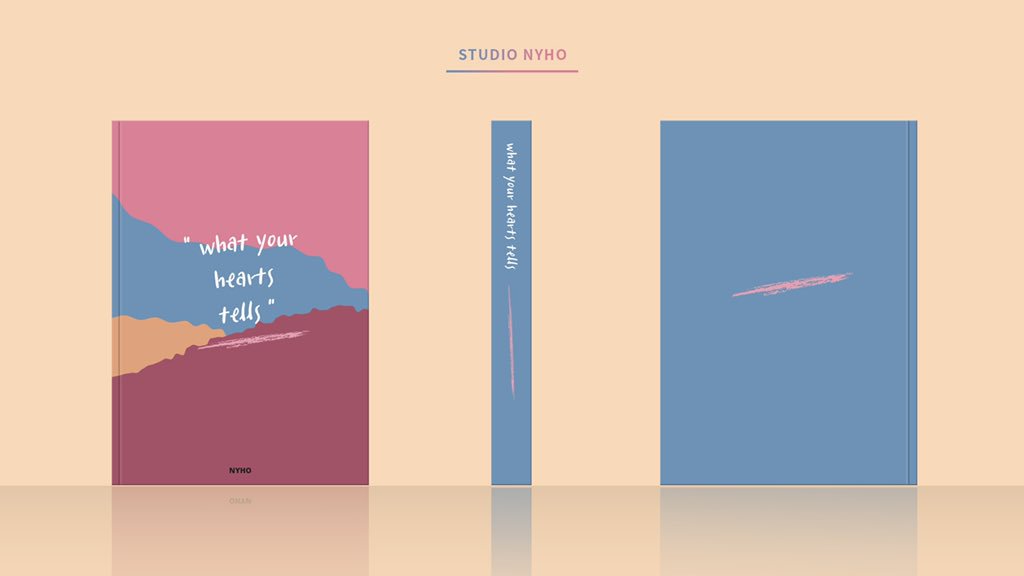 STUDIO NYHO
" what your
hearts
tells "
NYHO
what your hearts tells